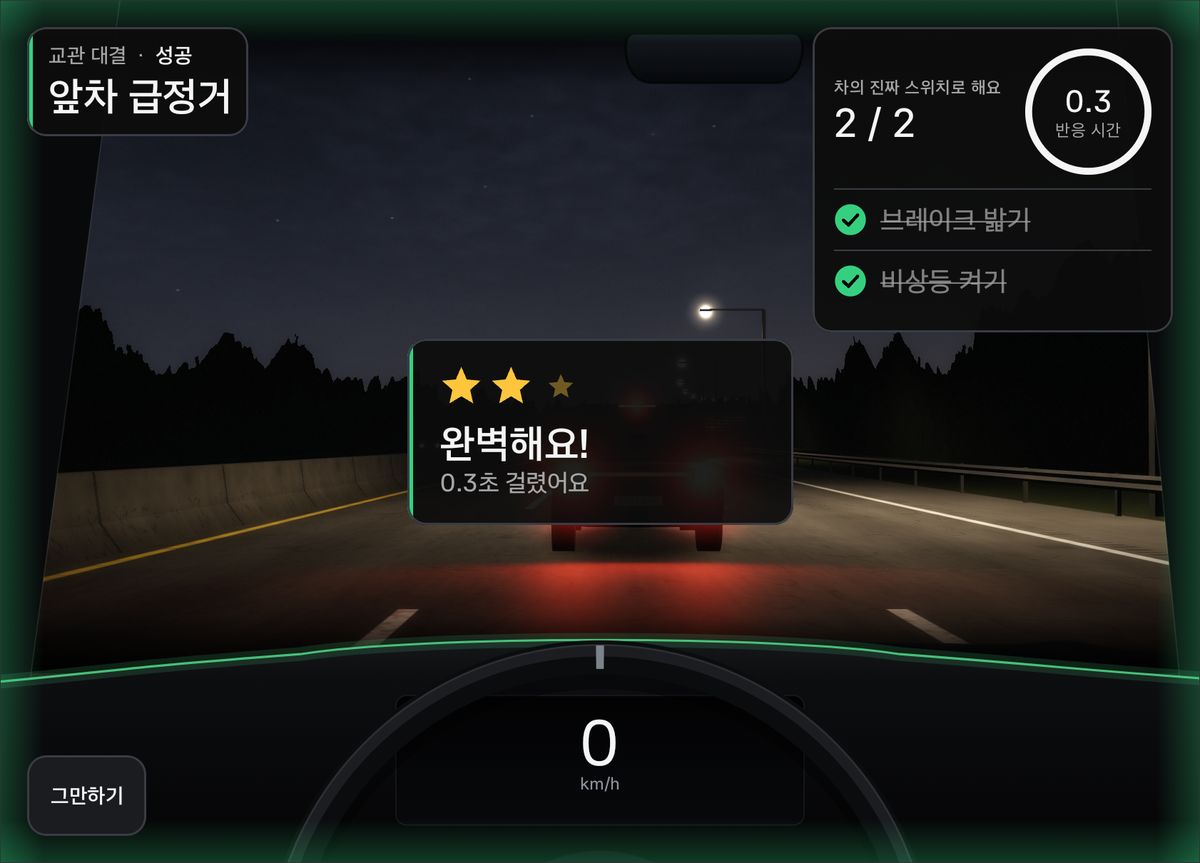 교관 대결 · 성공
앞차 급정거
차의 진짜 스위치로 해요
2 / 2
0.3
반응 시간
브레이크 밟기
비상등 켜기
완벽해요!
0.3초 걸렸어요
0
km/h
그만하기